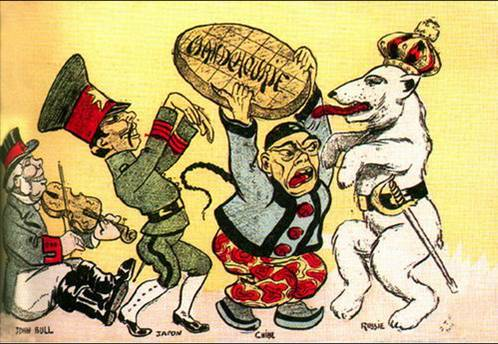 MANDCHOURIE
JOHN BULL
JAPON
CHINE
RUSSIE